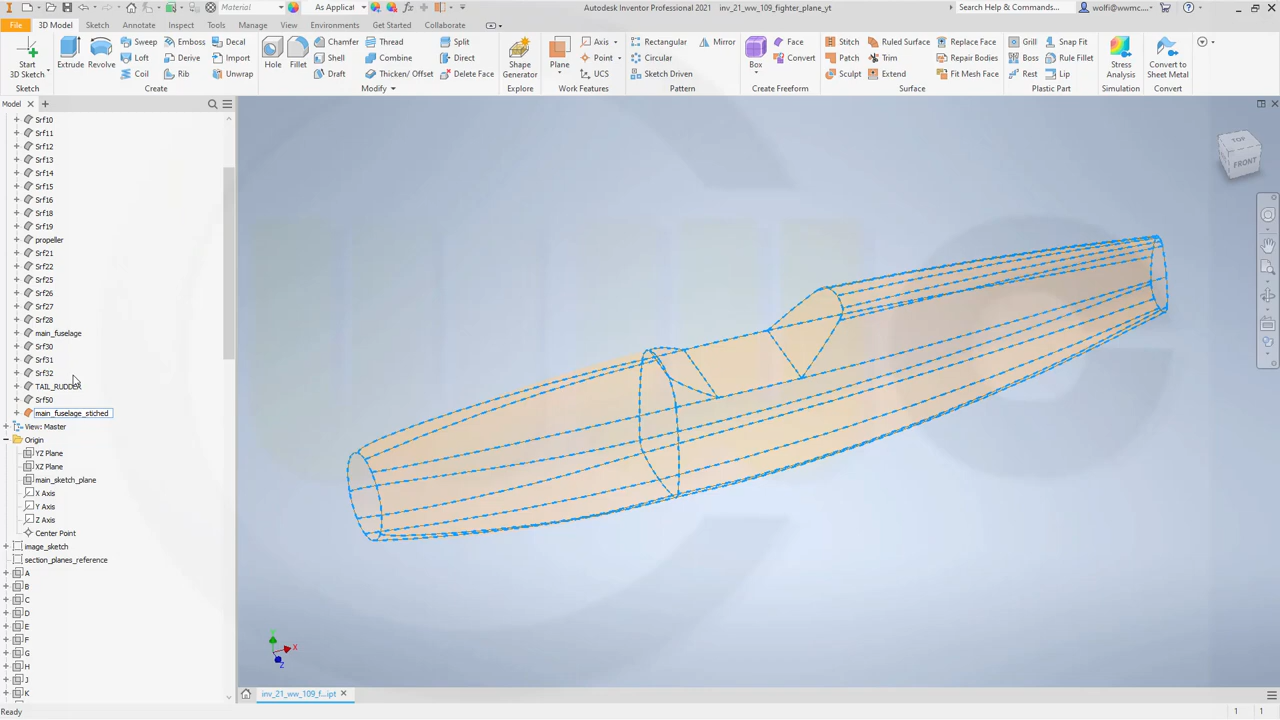 Material
As Applical
Autodesk Inventor Professional 2021 inv_21_ww_109_fighter_plane_yt
Search Help & Commands...
wolfi@wwmc...
File 3D Model Sketch Annotate Inspect Tools Manage View Environments Get Started Collaborate
Start
3D Sketch
Extrude
Revolve
Sweep Emboss Decal
Loft Derive Import
Coil Rib Unwrap
Hole
Fillet
Chamfer Thread Split
Shell Combine Direct
Draft Thicken/ Offset Delete Face
Shape
Generator
Plane
Axis
Point
UCS
Rectangular Mirror
Circular
Sketch Driven
Box
Face
Convert
Stitch Ruled Surface Replace Face
Patch Trim Repair Bodies
Sculpt Extend Fit Mesh Face
Grill Snap Fit
Boss Rule Fillet
Rest Lip
Stress
Analysis
Convert to
Sheet Metal
Sketch Create Modify Explore Work Features Pattern Create Freeform Surface Plastic Part Simulation Convert
Model
Srf10
Srf11
Srf12
Srf13
Srf14
Srf15
Srf16
Srf18
Srf19
propeller
Srf21
Srf22
Srf25
Srf26
Srf27
Srf28
main_fuselage
Srf30
Srf31
Srf32
TAIL_RUDDER
Srf50
main_fuselage_stiched
View: Master
Origin
YZ Plane
XZ Plane
main_sketch_plane
X Axis
Y Axis
Z Axis
Center Point
image_sketch
section_planes_reference
A
B
C
D
E
F
G
H
J
K
TOP
FRONT
X
Z
inv_21_ww_109_f...ipt
Ready
1 1